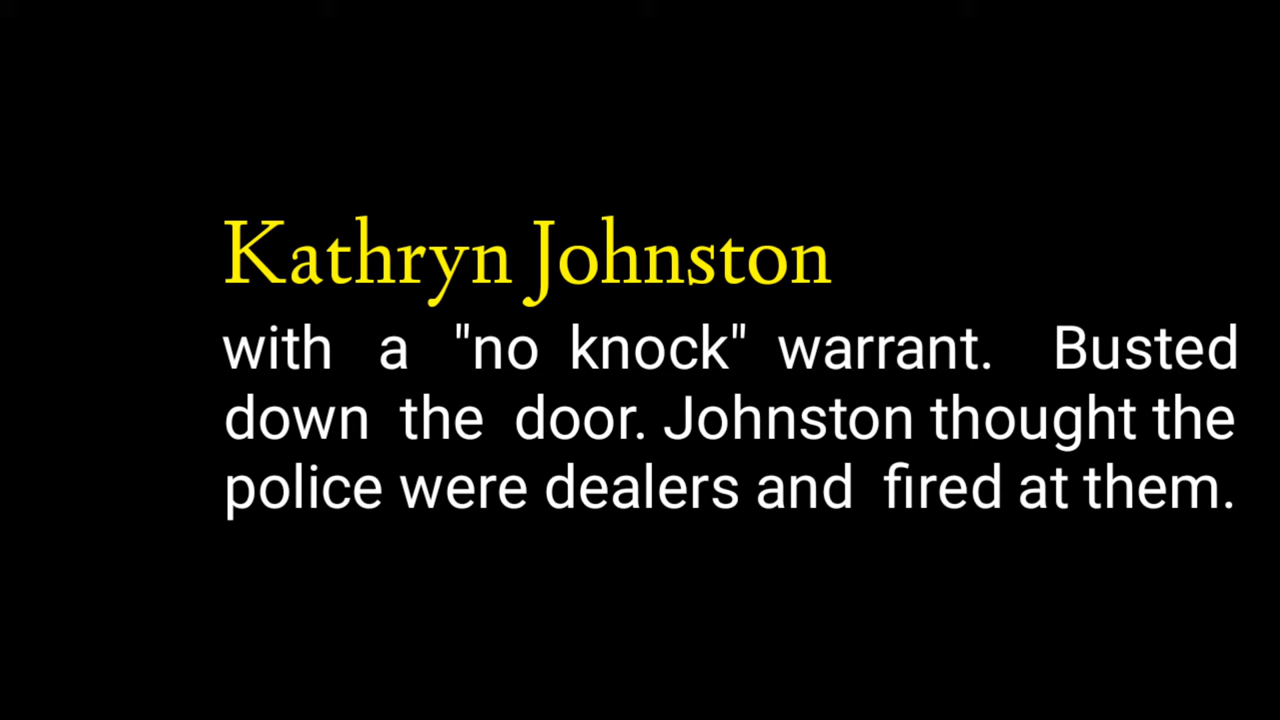 Kathryn Johnston
with a "no knock" warrant. Busted
down the door. Johnston thought the
police were dealers and fired at them.